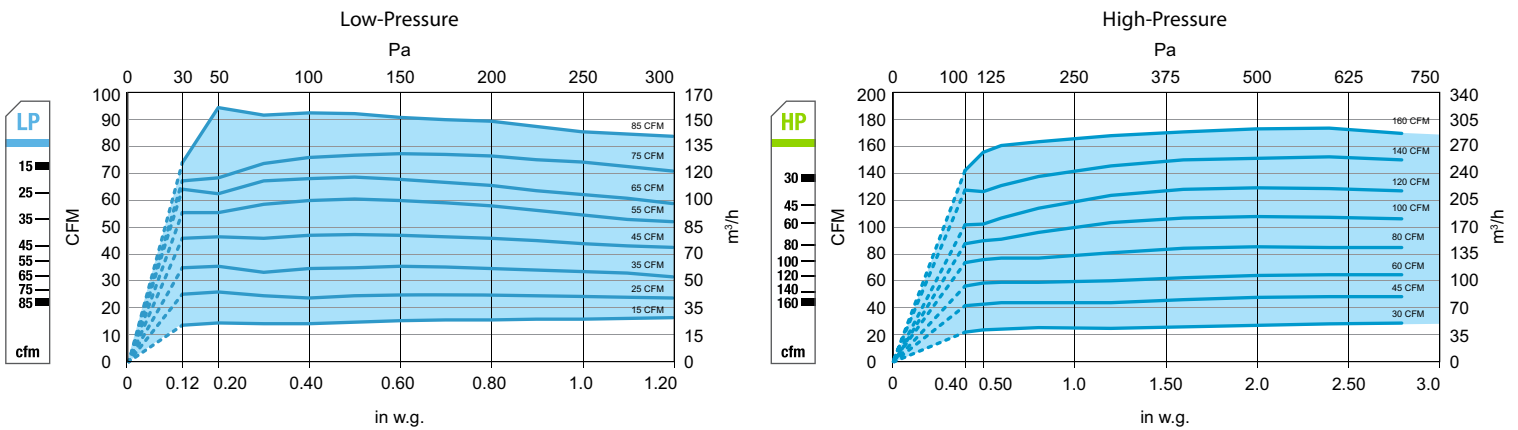 Low-Pressure
Pa
0 30 50 100 150 200 250 300
LP
15
25
35
45
55
65
75
85
cfm
CFM
100
90
80
70
60
50
40
30
20
10
0
85 CFM
75 CFM
65 CFM
55 CFM
45 CFM
35 CFM
25 CFM
15 CFM
170
150
135
120
100
85
70
50
35
15
0
m³/h
0 0.12 0.20 0.40 0.60 0.80 1.0 1.20
in w.g.
High-Pressure
Pa
0 100 125 250 375 500 625 750
HP
30
45
60
80
100
120
140
160
cfm
CFM
200
180
160
140
120
100
80
60
40
20
0
160 CFM
140 CFM
120 CFM
100 CFM
80 CFM
60 CFM
45 CFM
30 CFM
340
305
270
240
205
170
135
100
70
35
0
m³/h
0 0.40 0.50 1.0 1.50 2.0 2.50 3.0
in w.g.